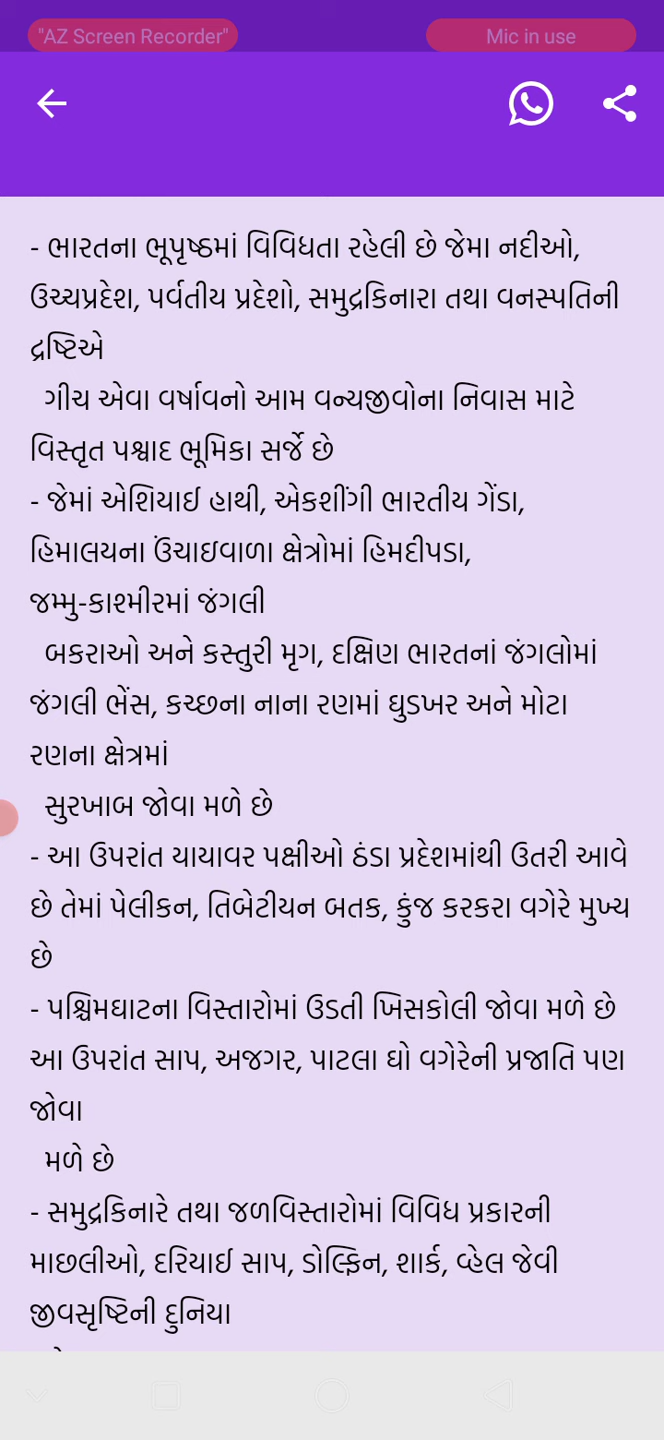 "AZ Screen Recorder"
Mic in use
- ભારતના ભૂપૃષ્ઠમાં વિવિધતા રહેલી છે જેમા નદીઓ,
ઉચ્ચપ્રદેશ, પર્વતીય પ્રદેશો, સમુદ્રકિનારા તથા વનસ્પતિની
દ્રષ્ટિએ
ગીચ એવા વર્ષાવનો આમ વન્યજીવોના નિવાસ માટે
વિસ્તૃત પશ્વાદ ભૂમિકા સર્જે છે
- જેમાં એશિયાઈ હાથી, એકશીંગી ભારતીય ગેંડા,
હિમાલયના ઉંચાઇવાળા ક્ષેત્રોમાં હિમદીપડા,
જમ્મુ-કાશ્મીરમાં જંગલી
બકરાઓ અને કસ્તુરી મૃગ, દક્ષિણ ભારતનાં જંગલોમાં
જંગલી ભેંસ, કચ્છના નાના રણમાં ઘુડખર અને મોટા
રણના ક્ષેત્રમાં
સુરખાબ જોવા મળે છે
- આ ઉપરાંત યાયાવર પક્ષીઓ ઠંડા પ્રદેશમાંથી ઉતરી આવે
છે તેમાં પેલીકન, તિબેટીયન બતક, કુંજ કરકરા વગેરે મુખ્ય
છે
- પશ્ચિમઘાટના વિસ્તારોમાં ઉડતી ખિસકોલી જોવા મળે છે
આ ઉપરાંત સાપ, અજગર, પાટલા ઘો વગેરેની પ્રજાતિ પણ
જોવા
મળે છે
- સમુદ્રકિનારે તથા જળવિસ્તારોમાં વિવિધ પ્રકારની
માછલીઓ, દરિયાઈ સાપ, ડોલ્ફિન, શાર્ક, વ્હેલ જેવી
જીવસૃષ્ટિની દુનિયા